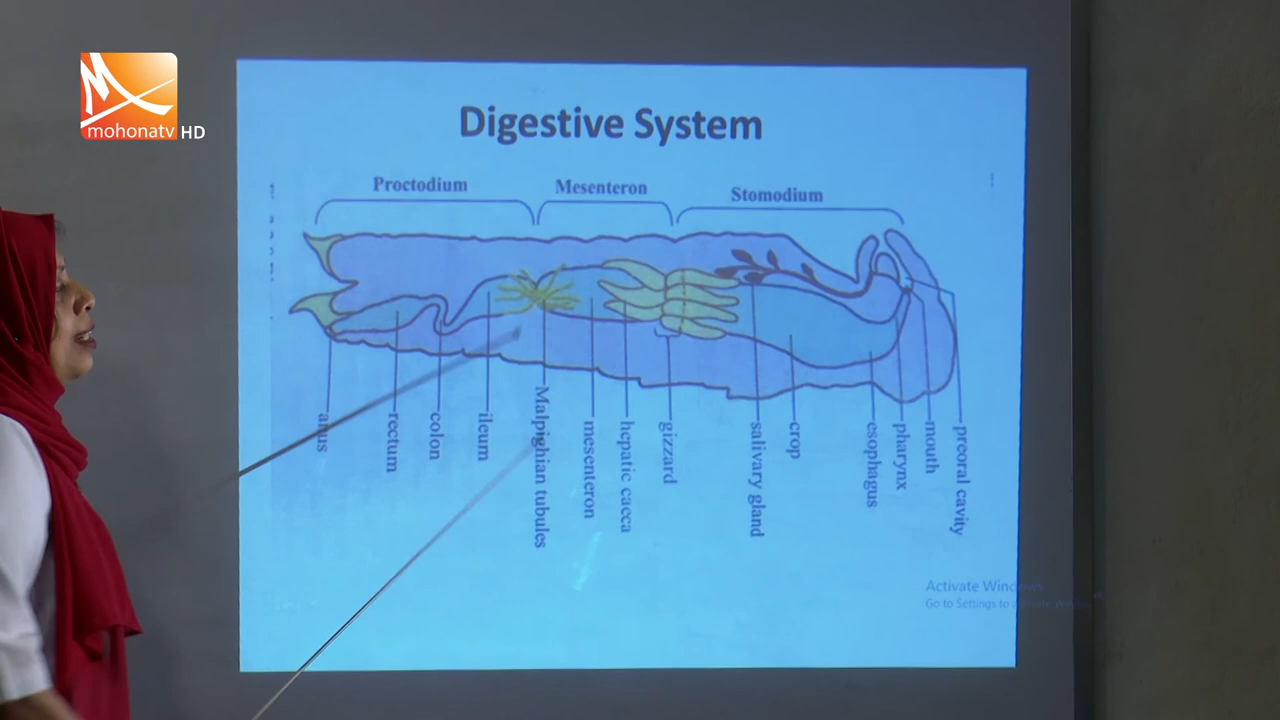 mohonatv HD
Digestive System
Proctodium
Mesenteron
Stomodium
anus
rectum
colon
ileum
Malpighian tubules
mesenteron
hepatic caeca
gizzard
salivary gland
crop
esophagus
pharynx
mouth
preoral cavity
Activate Windows
Go to Settings to activate Windows.